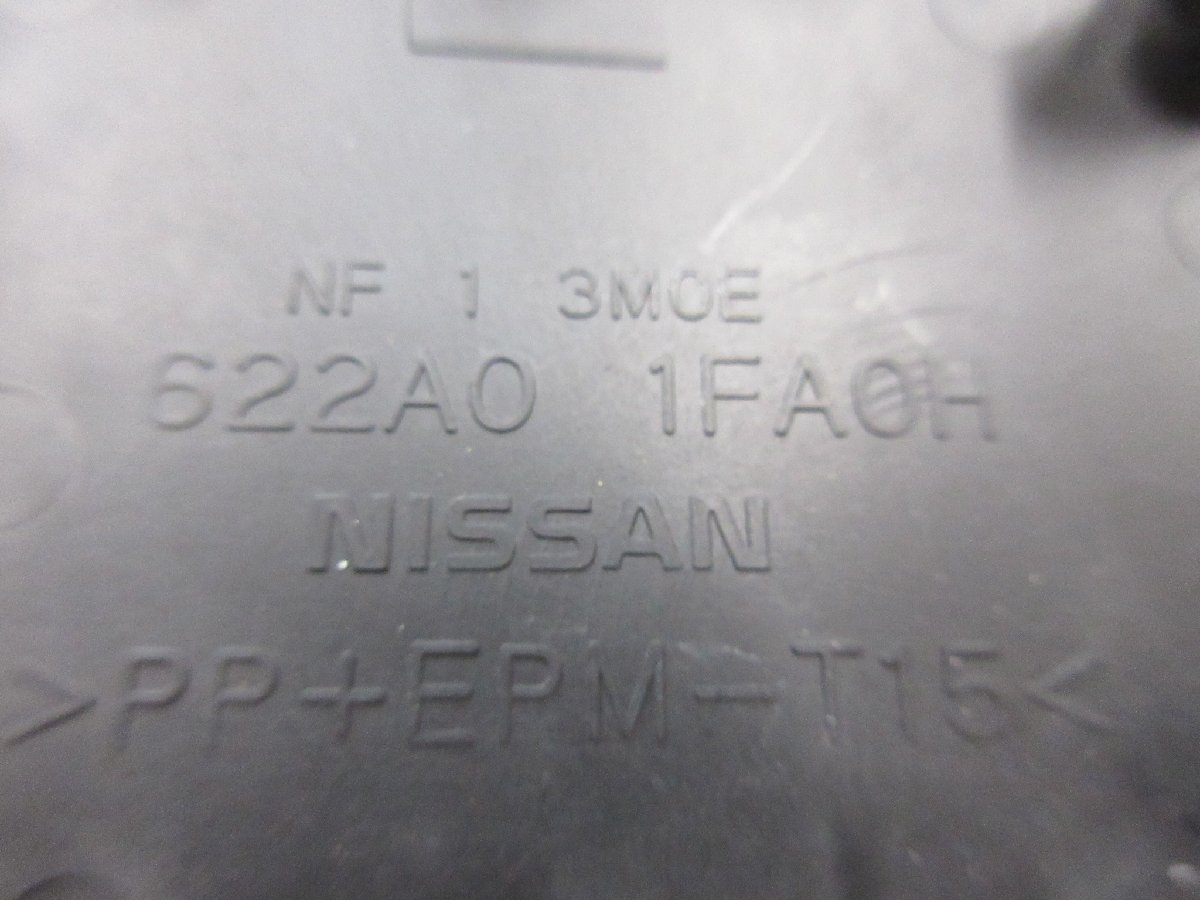 NF 1 3M0E
622A0 1FA0H
NISSAN
>PP+EPM-T15<